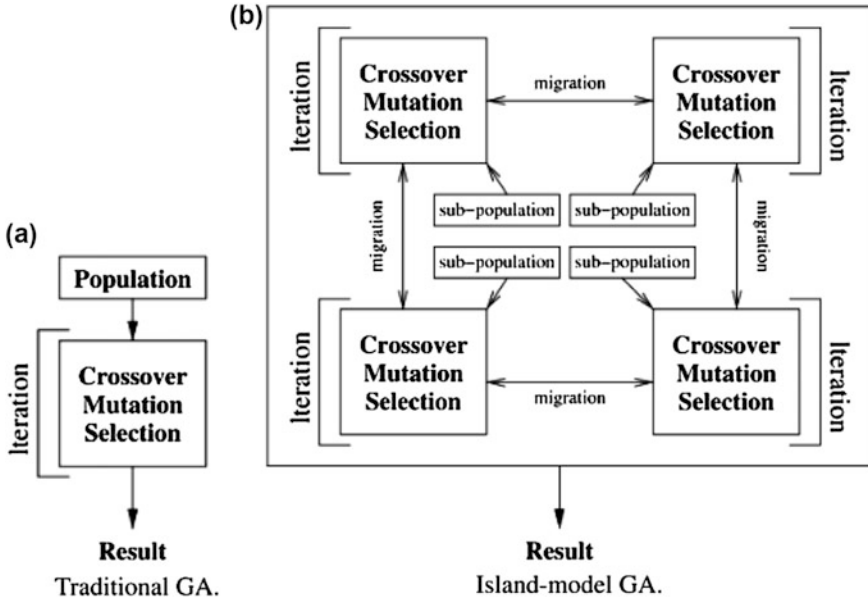 (a)
Population
Iteration
Crossover
Mutation
Selection
Result
Traditional GA.
(b)
Iteration
Crossover
Mutation
Selection
migration
Crossover
Mutation
Selection
Iteration
migration
sub-population
sub-population
migration
sub-population
sub-population
Iteration
Crossover
Mutation
Selection
migration
Crossover
Mutation
Selection
Iteration
Result
Island-model GA.